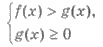 f(x) > g(x),
g(x) ≥ 0